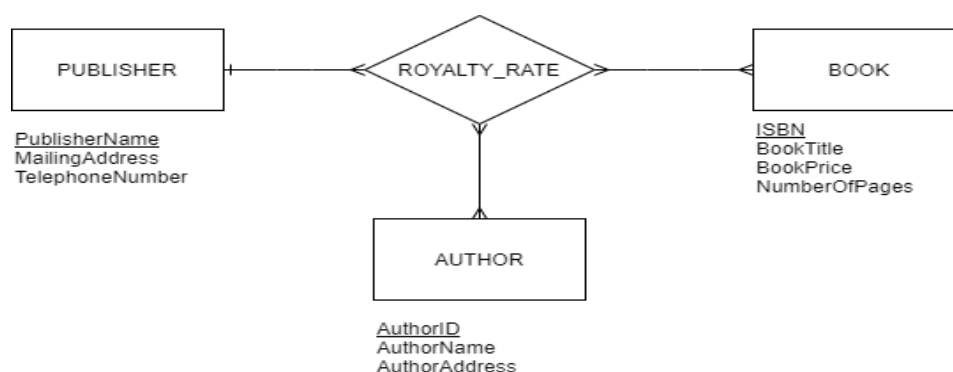 PUBLISHER
ROYALTY_RATE
BOOK
PublisherName
MailingAddress
TelephoneNumber
ISBN
BookTitle
BookPrice
NumberOfPages
AUTHOR
AuthorID
AuthorName
AuthorAddress